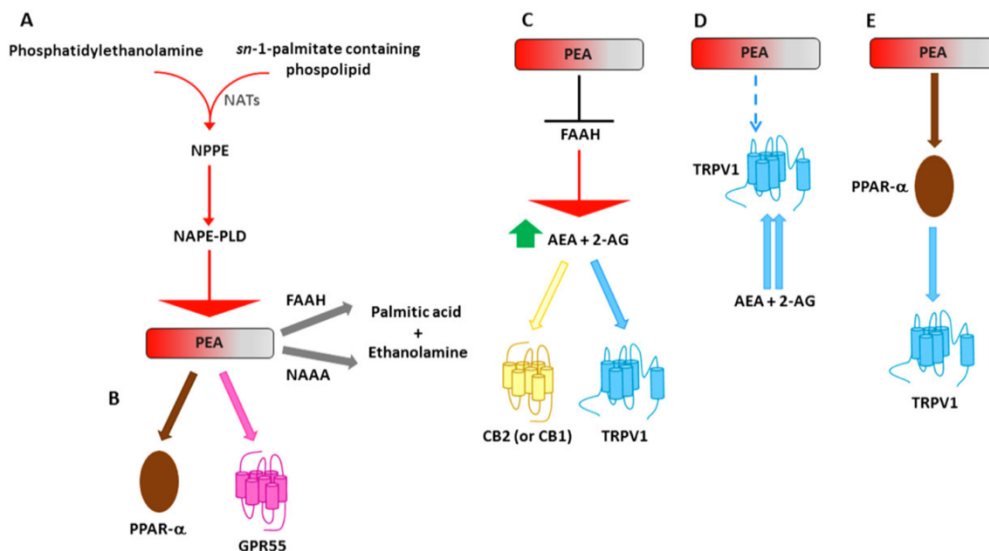 A
Phosphatidylethanolamine
sn-1-palmitate containing
phospolipid
NATs
NPPE
NAPE-PLD
PEA
FAAH
NAAA
Palmitic acid
+
Ethanolamine
B
PPAR-α
GPR55
C
PEA
FAAH
AEA + 2-AG
CB2 (or CB1)
TRPV1
D
PEA
TRPV1
AEA + 2-AG
E
PEA
PPAR-α
TRPV1